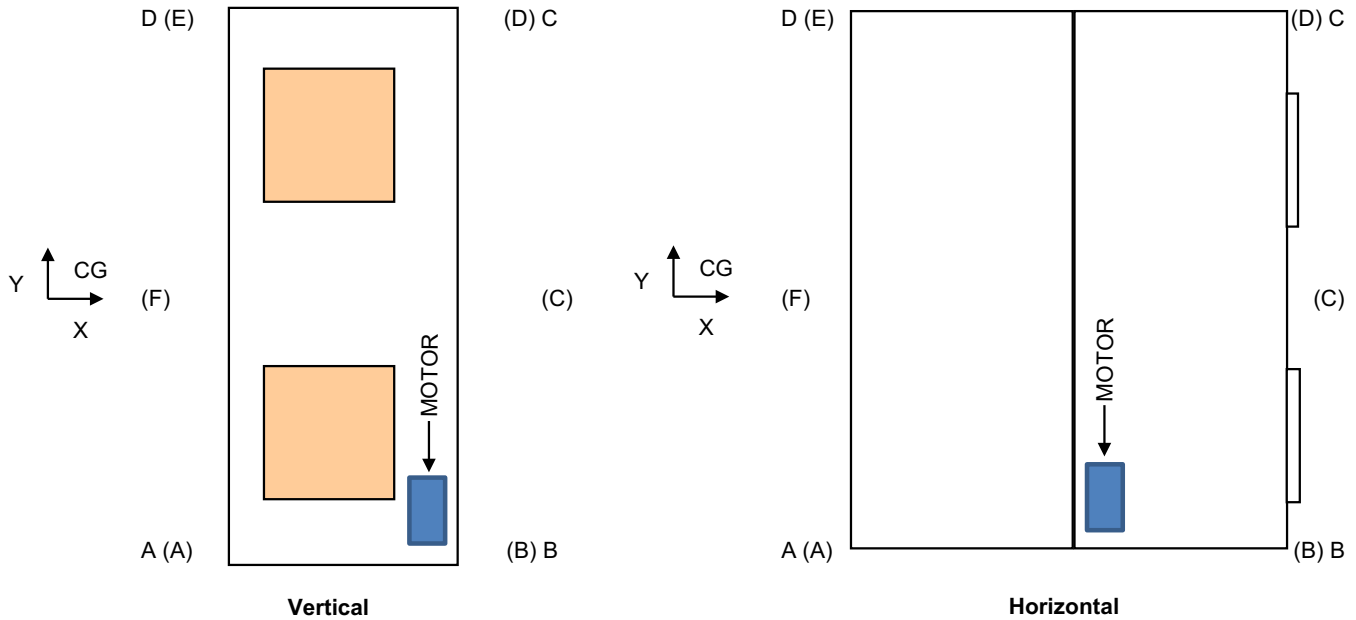 D (E)
(D) C
MOTOR
Y
CG
X
(F)
(C)
A (A)
(B) B
Vertical
D (E)
(D) C
MOTOR
Y
CG
X
(F)
(C)
A (A)
(B) B
Horizontal